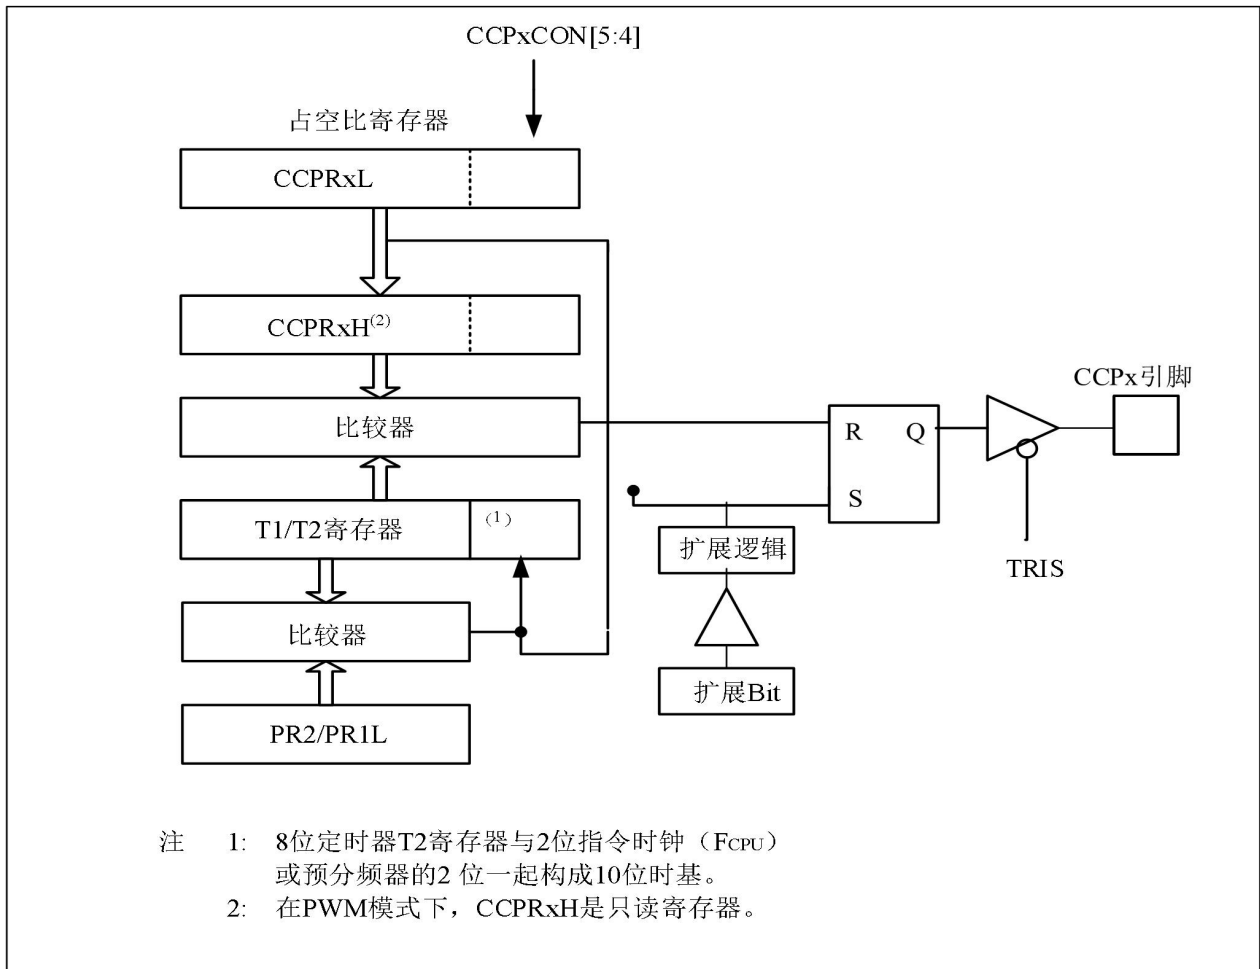 CCPxCON[5:4]
占空比寄存器
CCPRxL
CCPRxH(2)
CCPx引脚
比较器
R Q
S
T1/T2寄存器 (1)
扩展逻辑
TRIS
比较器
扩展Bit
PR2/PR1L
注 1: 8位定时器T2寄存器与2位指令时钟（FCPU）
或预分频器的2 位一起构成10位时基。
2: 在PWM模式下，CCPRxH是只读寄存器。